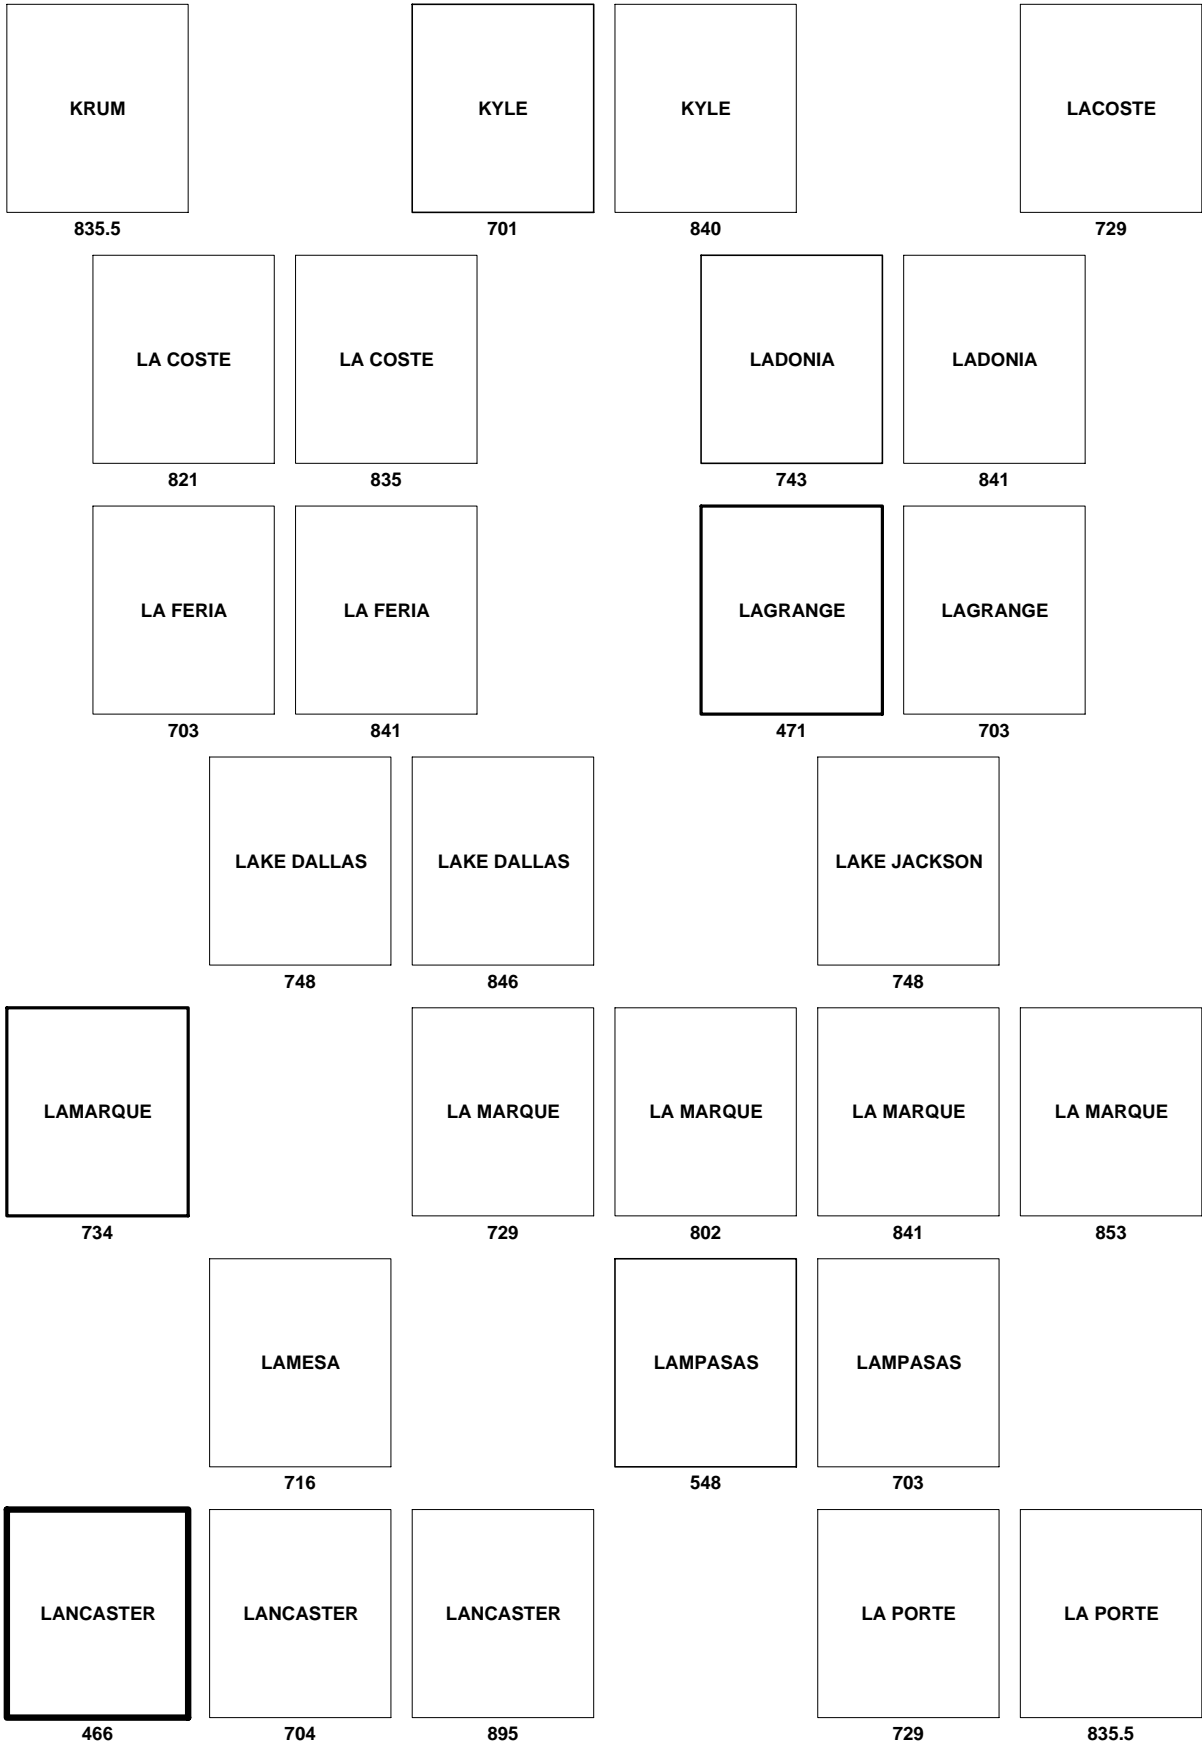 KRUM
KYLE
KYLE
LACOSTE
835.5
701
840
729
LA COSTE
LA COSTE
LADONIA
LADONIA
821
835
743
841
LA FERIA
LA FERIA
LAGRANGE
LAGRANGE
703
841
471
703
LAKE DALLAS
LAKE DALLAS
LAKE JACKSON
748
846
748
LAMARQUE
LA MARQUE
LA MARQUE
LA MARQUE
LA MARQUE
734
729
802
841
853
LAMESA
LAMPASAS
LAMPASAS
716
548
703
LANCASTER
LANCASTER
LANCASTER
LA PORTE
LA PORTE
466
704
895
729
835.5